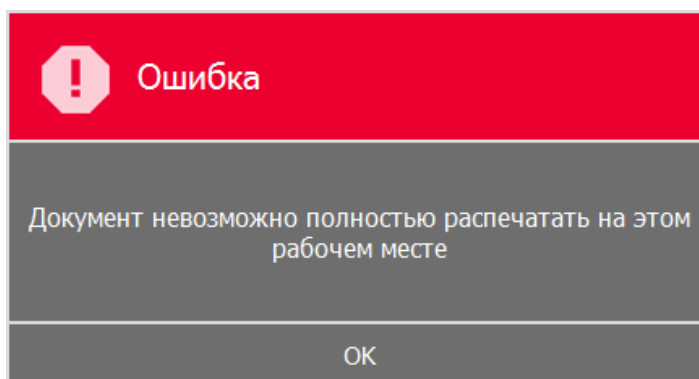 Ошибка
Документ невозможно полностью распечатать на этом
рабочем месте
OK